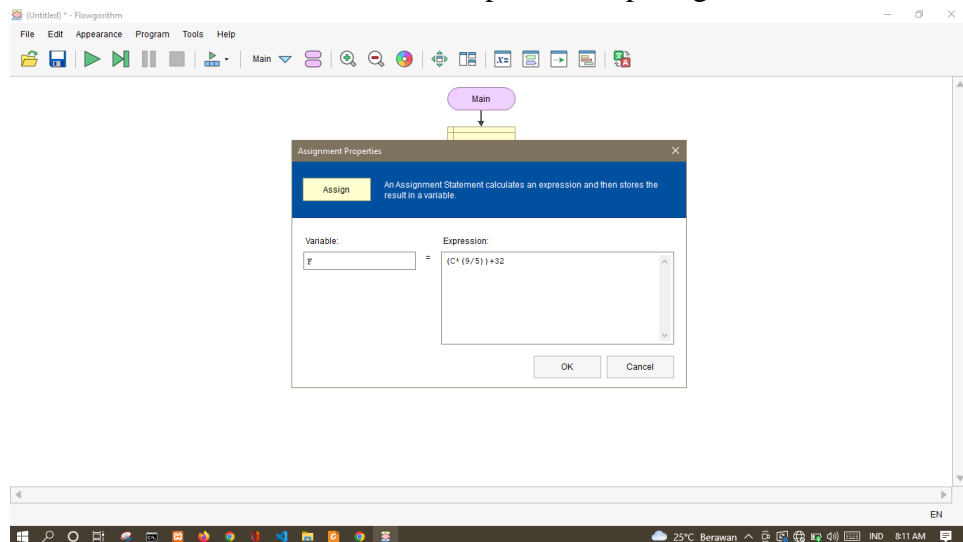 (Untitled) * - Flowgorithm
File Edit Appearance Program Tools Help
Main
Main
Assignment Properties
Assign
An Assignment Statement calculates an expression and then stores the
result in a variable.
Variable:
Expression:
F
=
(C*(9/5))+32
OK
Cancel
EN
25°C Berawan
IND
8:11 AM